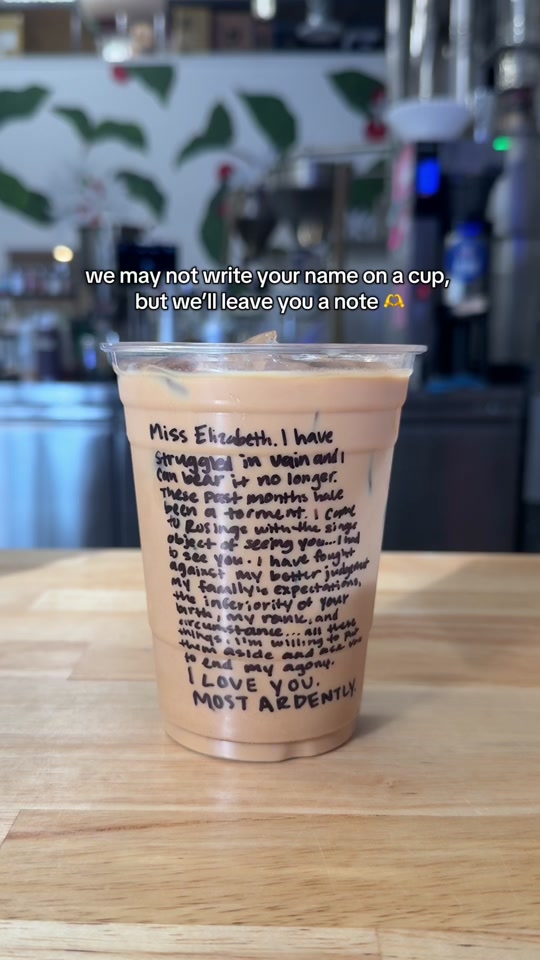 we may not write your name on a cup,
but we'll leave you a note 🫶
Miss Elizabeth. I have
struggled in vain and I
can bear it no longer.
These past months have
been a torment. I came
to Rosings with the single
object of seeing you... I had
to see you. I have fought
against my better judgement
my family's expectations,
the inferiority of your
birth, my rank, and
circumstance... all these
things. I'm willing to put
them aside and ask you
to end my agony.
I LOVE YOU.
MOST ARDENTLY.